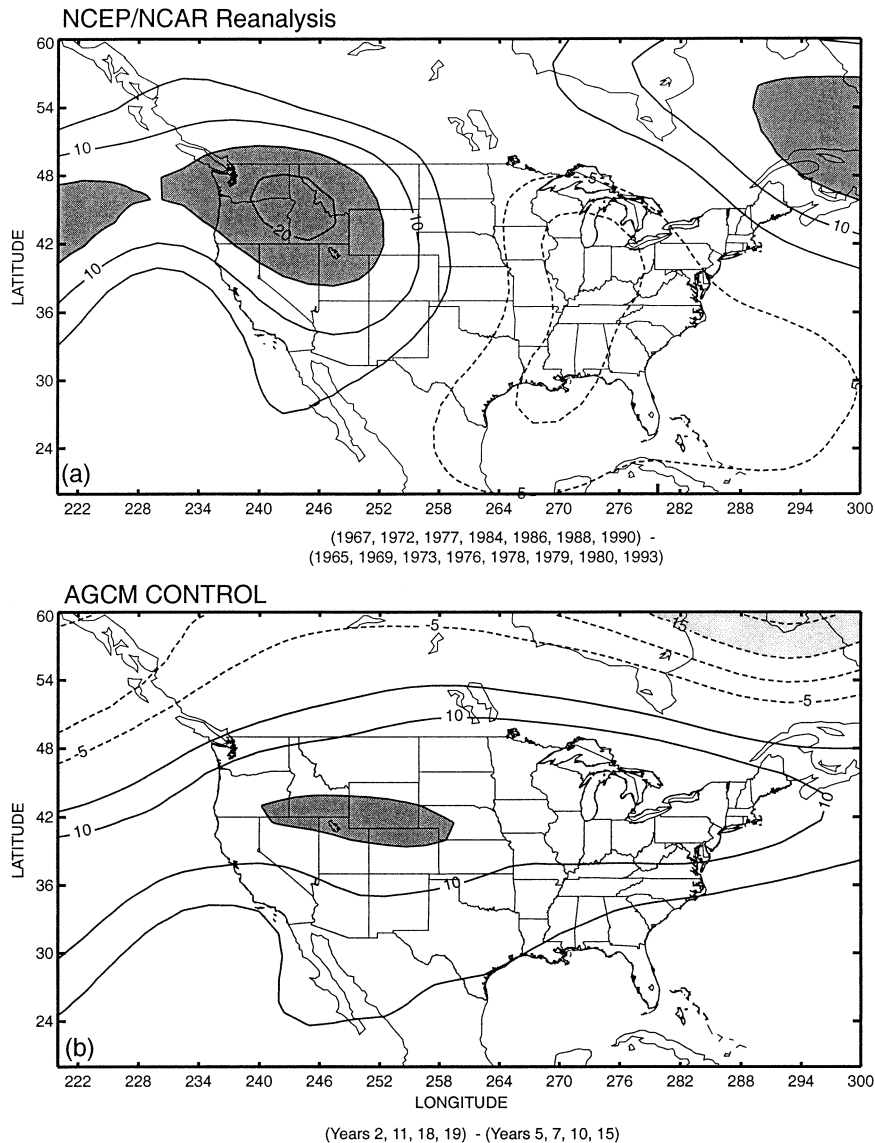 NCEP/NCAR Reanalysis
60
54
48
42
36
30
24
LATITUDE
10
10
20
10
5
10
5
5
(a)
222 228 234 240 246 252 258 264 270 276 282 288 294 300
(1967, 1972, 1977, 1984, 1986, 1988, 1990) -
(1965, 1969, 1973, 1976, 1978, 1979, 1980, 1993)
AGCM CONTROL
60
54
48
42
36
30
24
LATITUDE
-5
-15
-5
10
-5
10
10
10
(b)
222 228 234 240 246 252 258 264 270 276 282 288 294 300
LONGITUDE
(Years 2, 11, 18, 19) - (Years 5, 7, 10, 15)